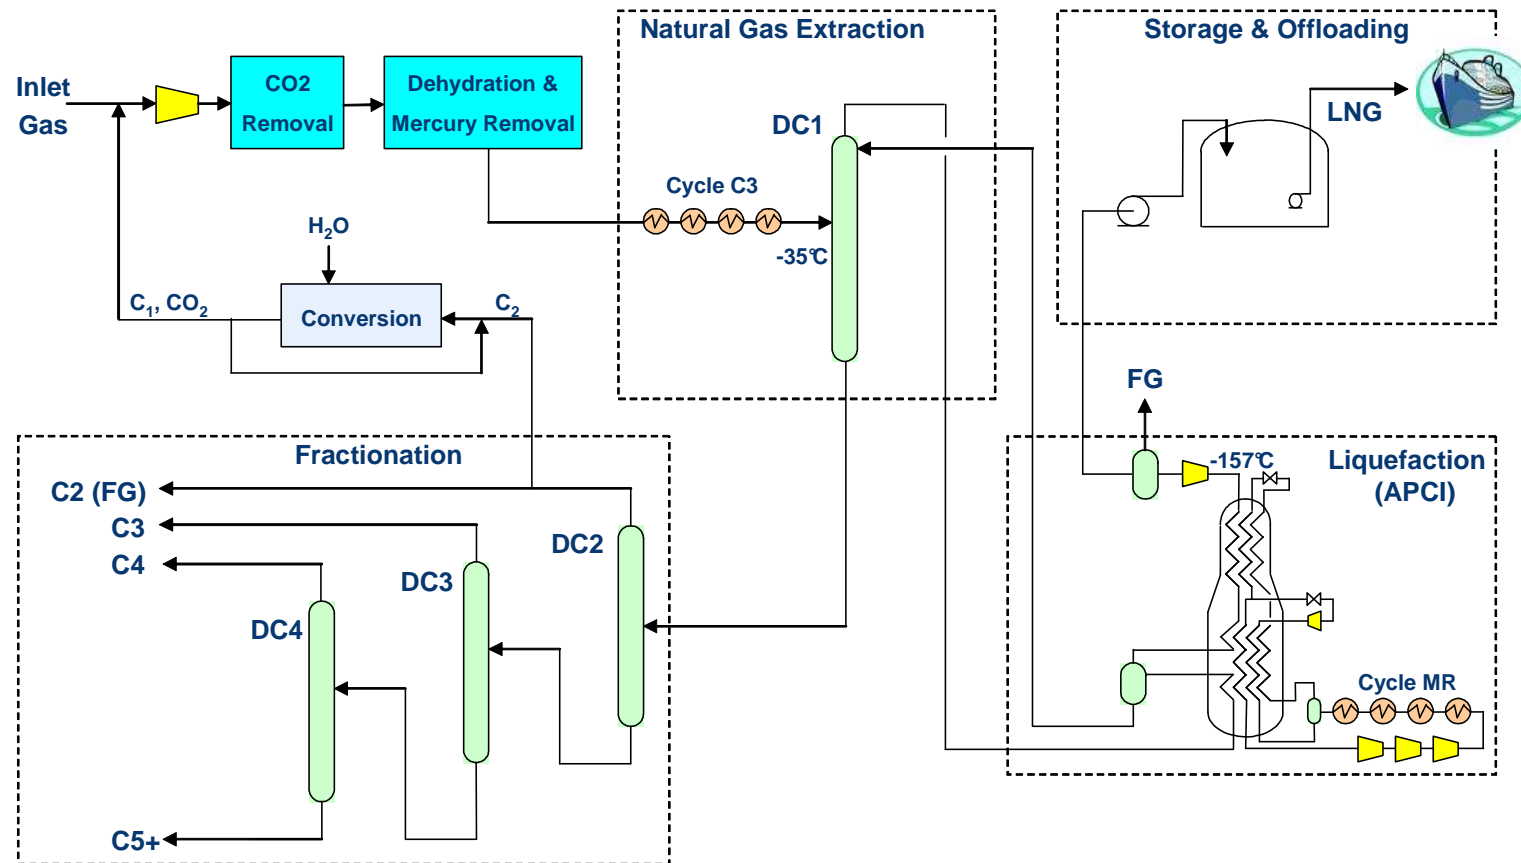 Natural Gas Extraction
Storage & Offloading
Inlet
Gas
CO2
Removal
Dehydration &
Mercury Removal
DC1
LNG
Cycle C3
-35°C
H₂O
C₁, CO₂
Conversion
C₂
FG
Fractionation
-157°C
Liquefaction
(APCI)
C2 (FG)
C3
C4
DC2
DC3
DC4
Cycle MR
C5+